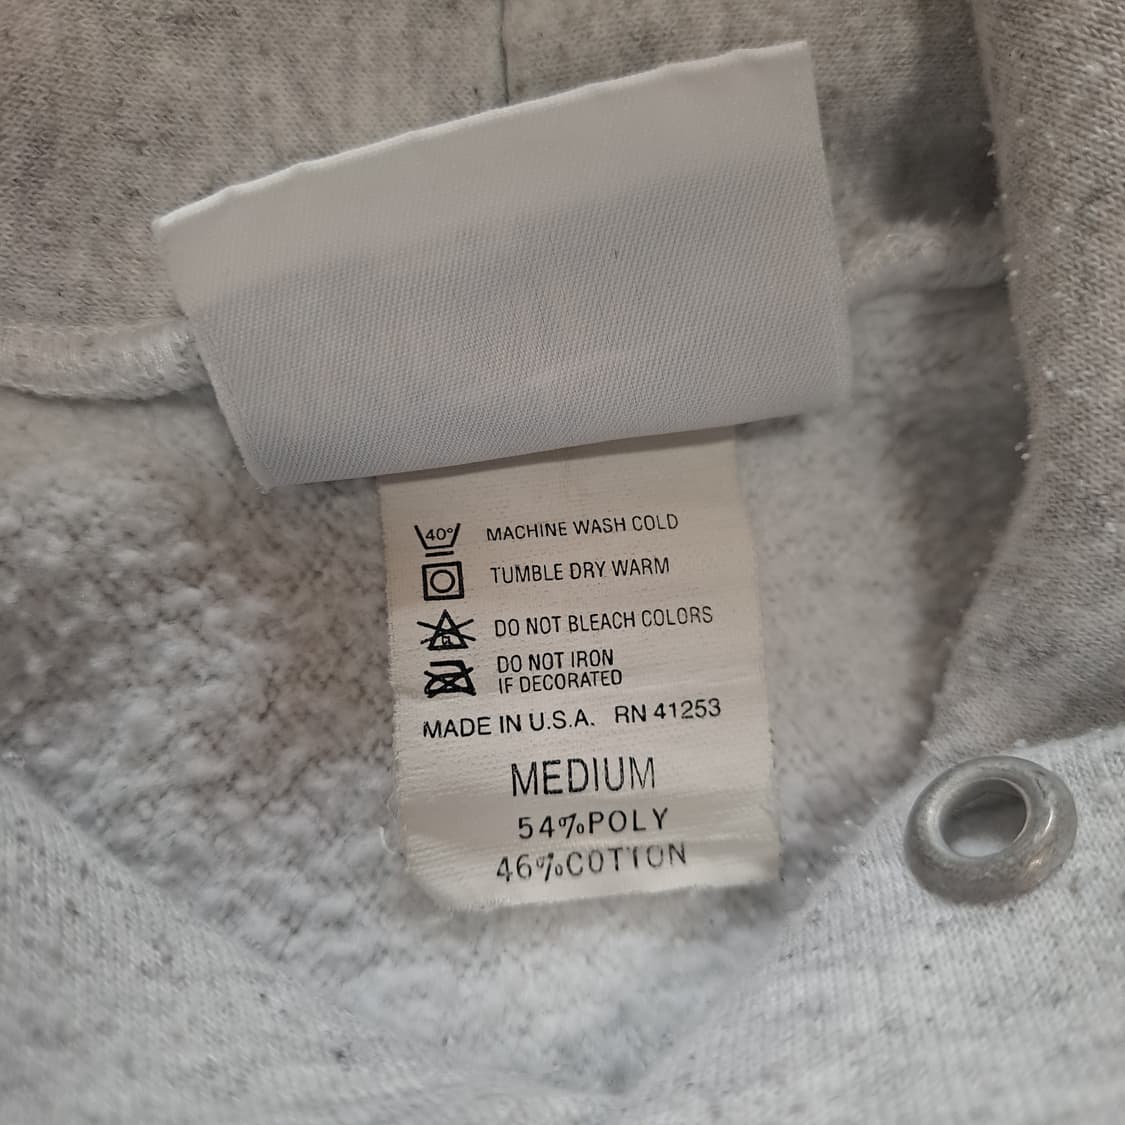 40° MACHINE WASH COLD
TUMBLE DRY WARM
DO NOT BLEACH COLORS
DO NOT IRON
IF DECORATED
MADE IN U.S.A. RN 41253
MEDIUM
54%POLY
46%COTTON